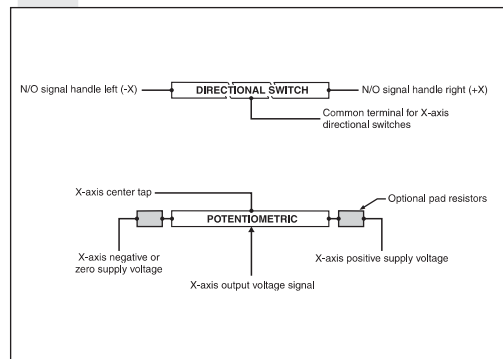 N/O signal handle left (-X)
DIRECTIONAL SWITCH
N/O signal handle right (+X)
Common terminal for X-axis
directional switches
X-axis center tap
Optional pad resistors
POTENTIOMETRIC
X-axis negative or
zero supply voltage
X-axis positive supply voltage
X-axis output voltage signal